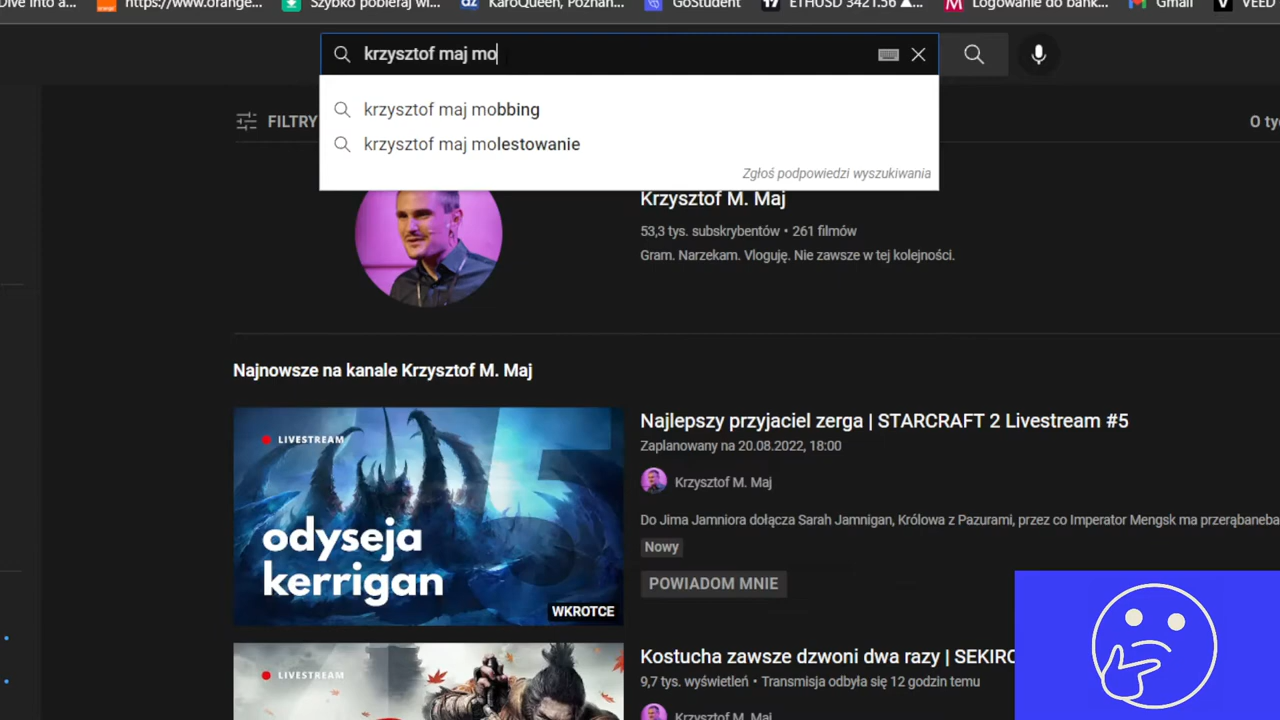 Dive into a...
https://www.orange...
Szybko pobieraj wi...
KaroQueen, Poznań...
GoStudent
17 ETHUSD 3421.56 ▲...
M Logowanie do bank...
Gmail
V VEED
krzysztof maj mo
krzysztof maj mobbing
krzysztof maj molestowanie
Zgłoś podpowiedzi wyszukiwania
FILTRY
O ty
Krzysztof M. Maj
53,3 tys. subskrybentów • 261 filmów
Gram. Narzekam. Vloguję. Nie zawsze w tej kolejności.
Najnowsze na kanale Krzysztof M. Maj
LIVESTREAM
5
odyseja
kerrigan
WKRÓTCE
Najlepszy przyjaciel zerga | STARCRAFT 2 Livestream #5
Zaplanowany na 20.08.2022, 18:00
Krzysztof M. Maj
Do Jima Jamniora dołącza Sarah Jamnigan, Królowa z Pazurami, przez co Imperator Mengsk ma przerąbaneba
Nowy
POWIADOM MNIE
LIVESTREAM
Kostucha zawsze dzwoni dwa razy | SEKIRO
9,7 tys. wyświetleń • Transmisja odbyła się 12 godzin temu
Krzysztof M. Maj